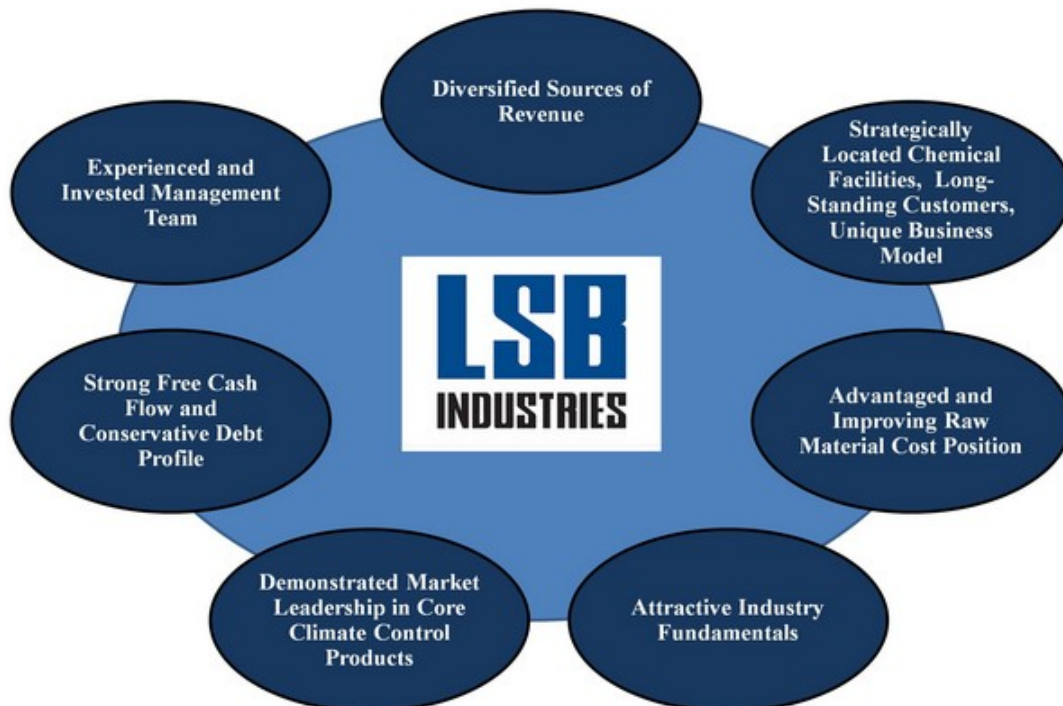 Diversified Sources of
Revenue
Strategically
Located Chemical
Facilities, Long-
Standing Customers,
Unique Business
Model
Advantaged and
Improving Raw
Material Cost Position
Attractive Industry
Fundamentals
Demonstrated Market
Leadership in Core
Climate Control
Products
Strong Free Cash
Flow and
Conservative Debt
Profile
Experienced and
Invested Management
Team
LSB
INDUSTRIES